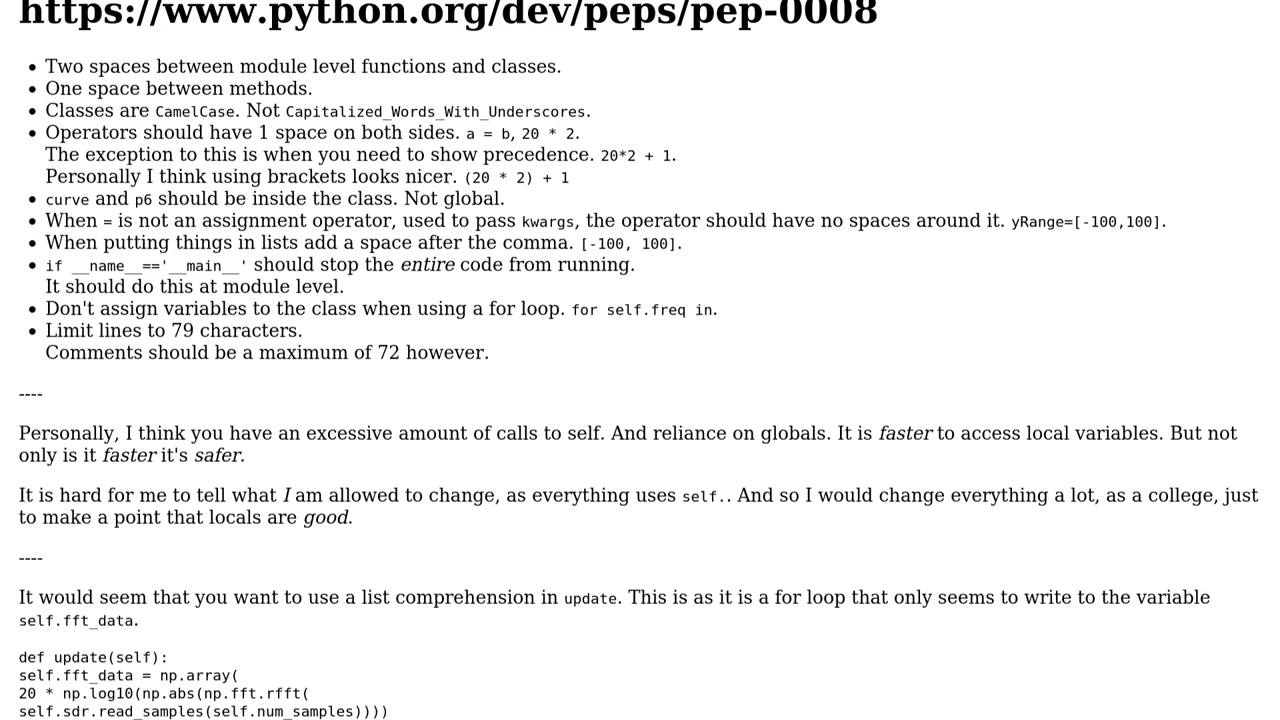 https://www.python.org/dev/peps/pep-0008
• Two spaces between module level functions and classes.
• One space between methods.
• Classes are CamelCase. Not Capitalized_Words_With_Underscores.
• Operators should have 1 space on both sides. a = b, 20 * 2.
The exception to this is when you need to show precedence. 20*2 + 1.
Personally I think using brackets looks nicer. (20 * 2) + 1
• curve and p6 should be inside the class. Not global.
• When = is not an assignment operator, used to pass kwargs, the operator should have no spaces around it. yRange=[-100,100].
• When putting things in lists add a space after the comma. [-100, 100].
• if __name__=='__main__' should stop the entire code from running.
It should do this at module level.
• Don't assign variables to the class when using a for loop. for self.freq in.
• Limit lines to 79 characters.
Comments should be a maximum of 72 however.
----
Personally, I think you have an excessive amount of calls to self. And reliance on globals. It is faster to access local variables. But not
only is it faster it's safer.
It is hard for me to tell what I am allowed to change, as everything uses self.. And so I would change everything a lot, as a college, just
to make a point that locals are good.
----
It would seem that you want to use a list comprehension in update. This is as it is a for loop that only seems to write to the variable
self.fft_data.
def update(self):
self.fft_data = np.array(
20 * np.log10(np.abs(np.fft.rfft(
self.sdr.read_samples(self.num_samples))))